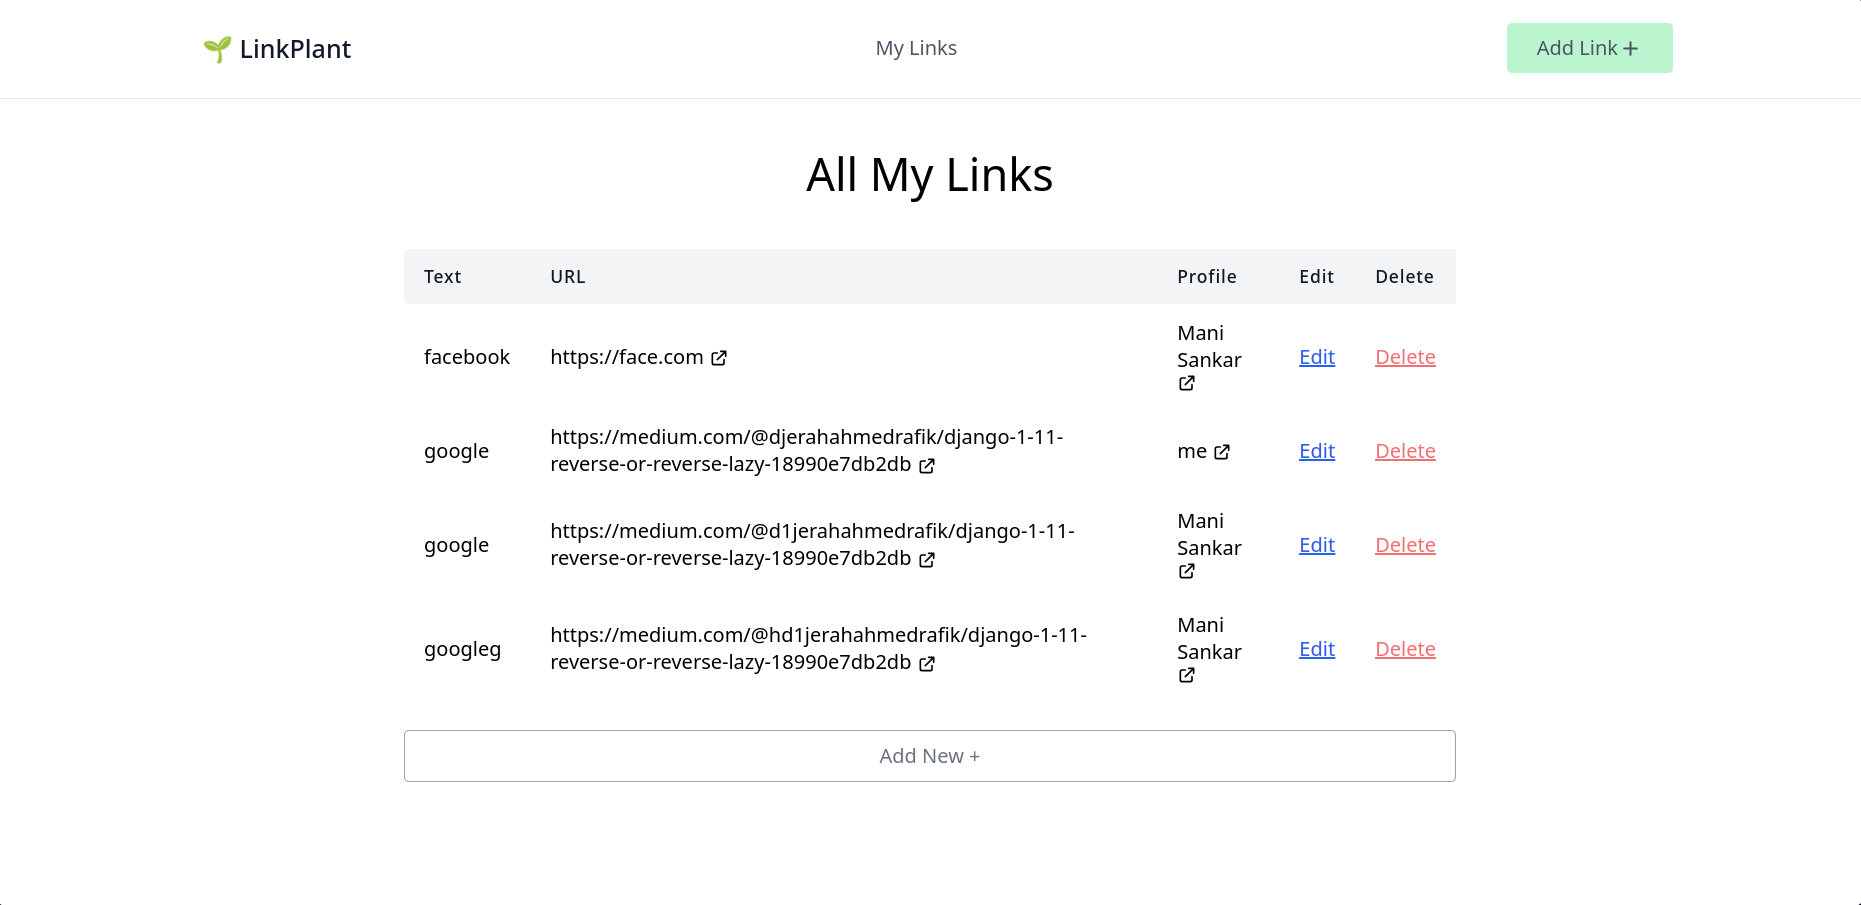 🌱 LinkPlant
My Links
Add Link +
All My Links
Text URL Profile Edit Delete
facebook https://face.com Mani
Sankar
Edit Delete
google https://medium.com/@djerahahmedrafik/django-1-11-
reverse-or-reverse-lazy-18990e7db2db
me Edit Delete
google https://medium.com/@d1jerahahmedrafik/django-1-11-
reverse-or-reverse-lazy-18990e7db2db
Mani
Sankar
Edit Delete
googleg https://medium.com/@hd1jerahahmedrafik/django-1-11-
reverse-or-reverse-lazy-18990e7db2db
Mani
Sankar
Edit Delete
Add New +